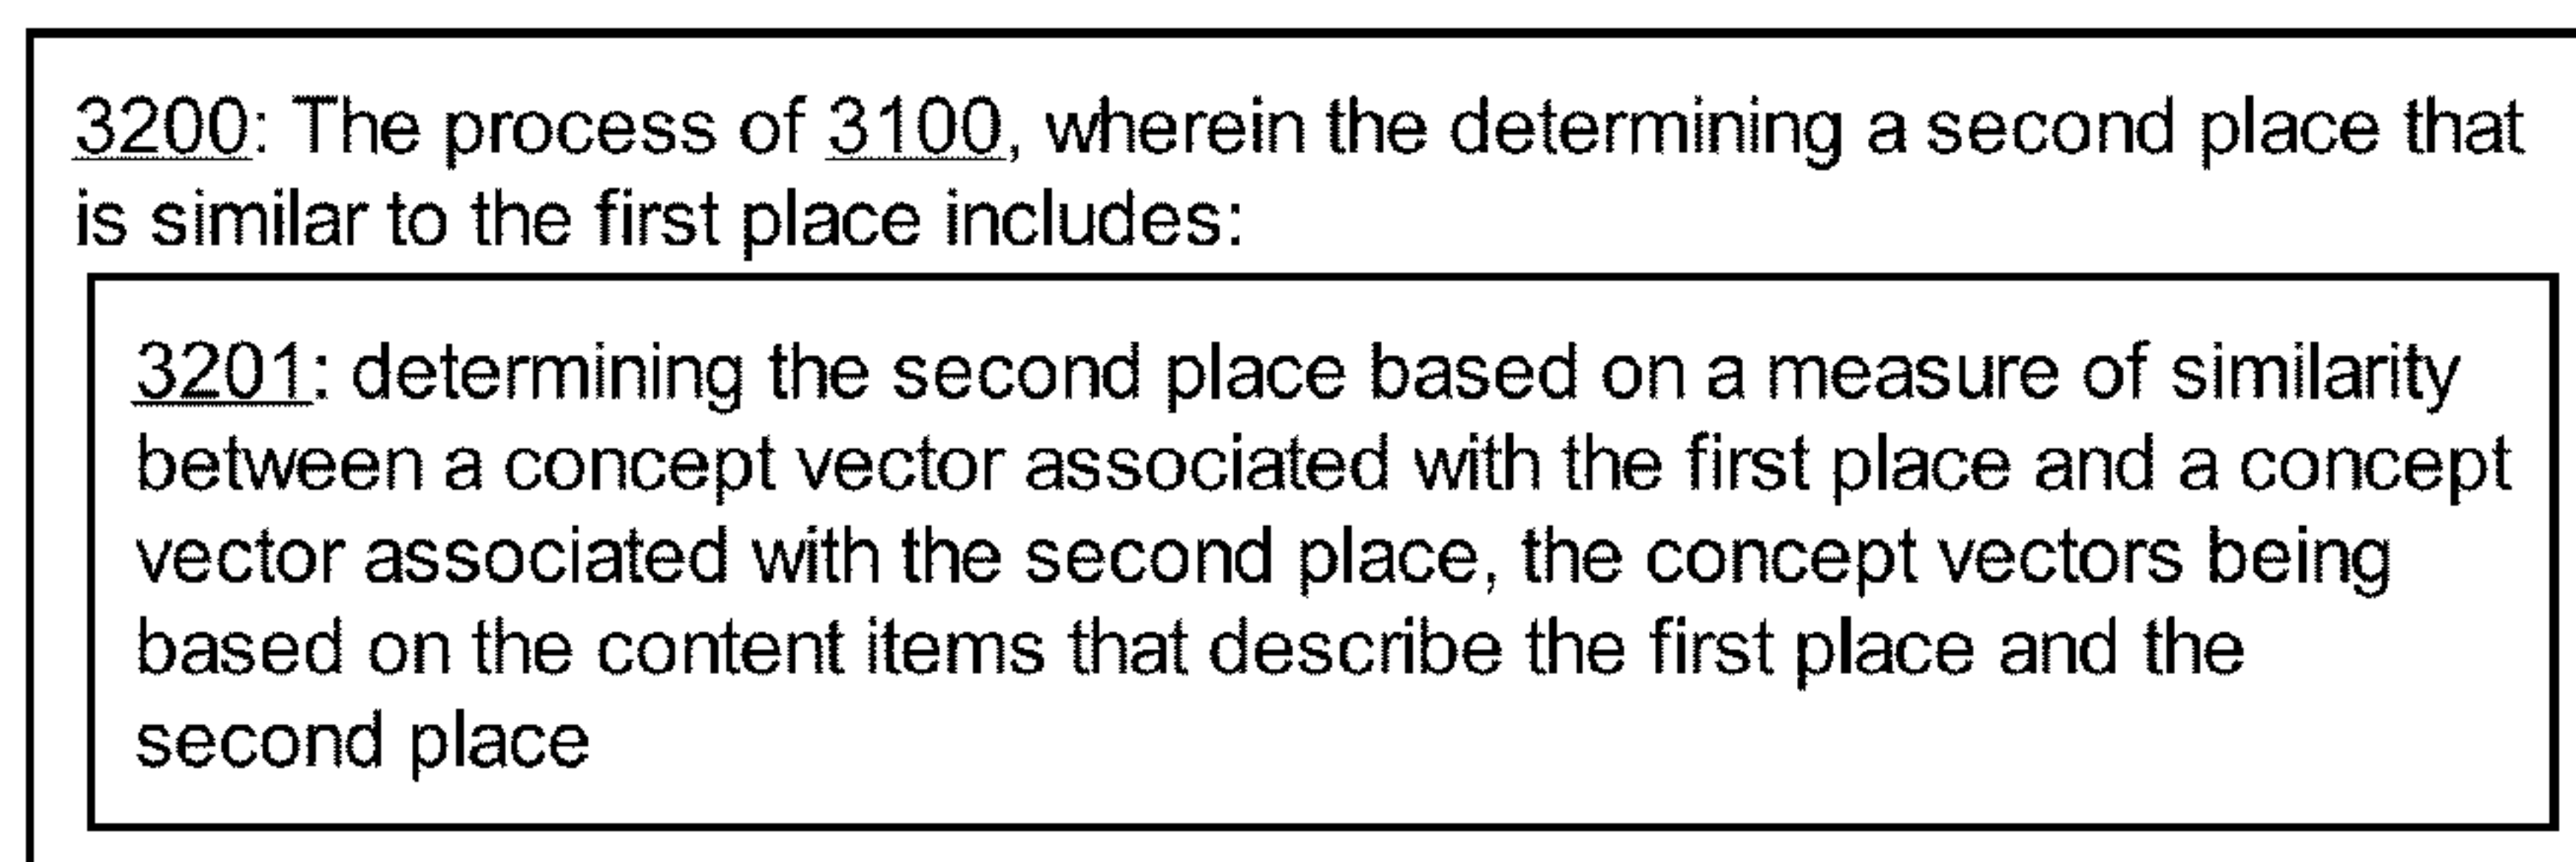 3200: The process of 3100, wherein the determining a second place that
is similar to the first place includes:
3201: determining the second place based on a measure of similarity
between a concept vector associated with the first place and a concept
vector associated with the second place, the concept vectors being
based on the content items that describe the first place and the
second place